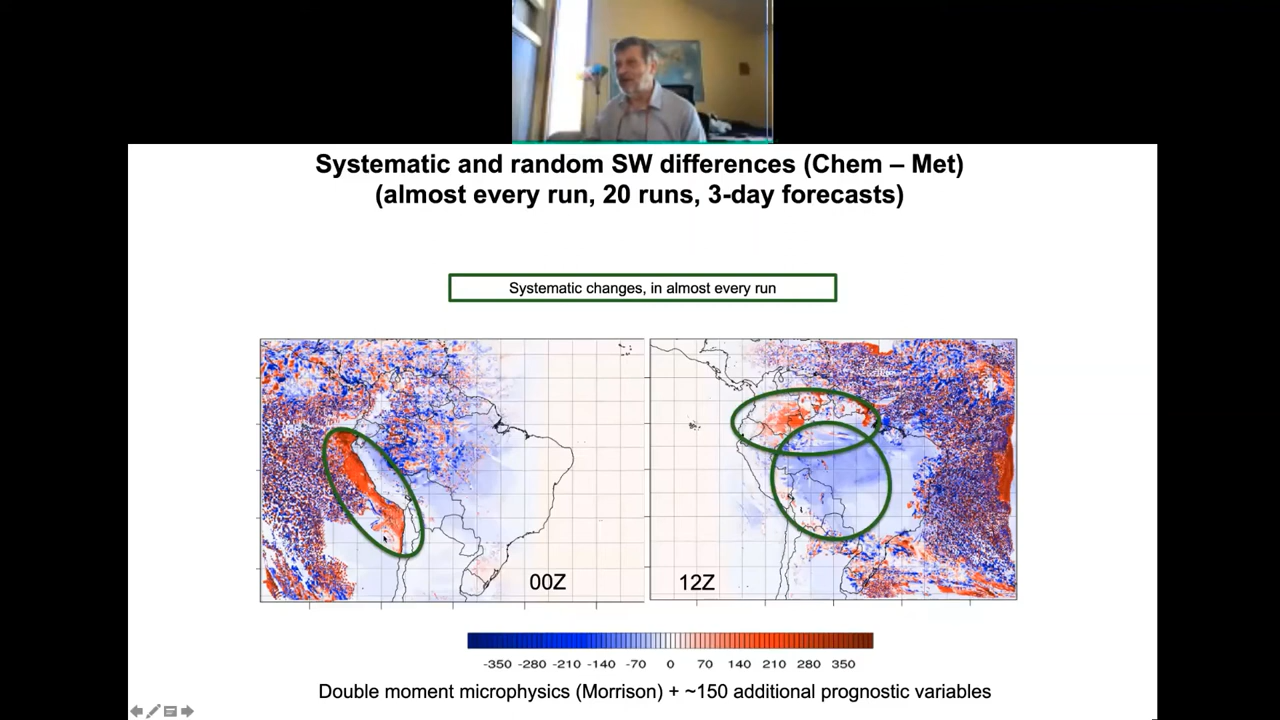 Systematic and random SW differences (Chem – Met)
(almost every run, 20 runs, 3-day forecasts)
Systematic changes, in almost every run
00Z
12Z
-350 -280 -210 -140 -70 0 70 140 210 280 350
Double moment microphysics (Morrison) + ~150 additional prognostic variables